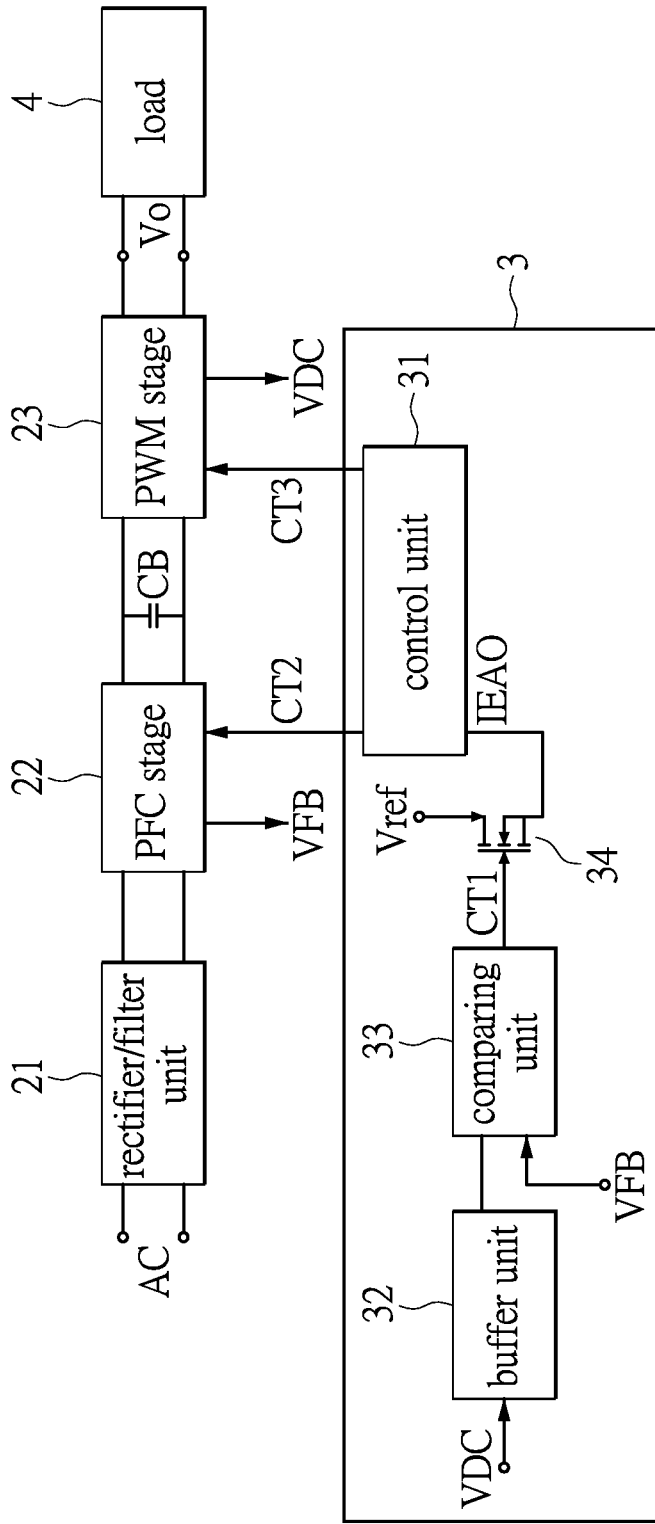 21
22
23
4
AC
rectifier/filter
unit
PFC stage
CB
PWM stage
Vo
load
VFB
CT2
CT3
VDC
3
31
control unit
IEAO
Vref
34
CT1
33
comparing
unit
VFB
32
buffer unit
VDC